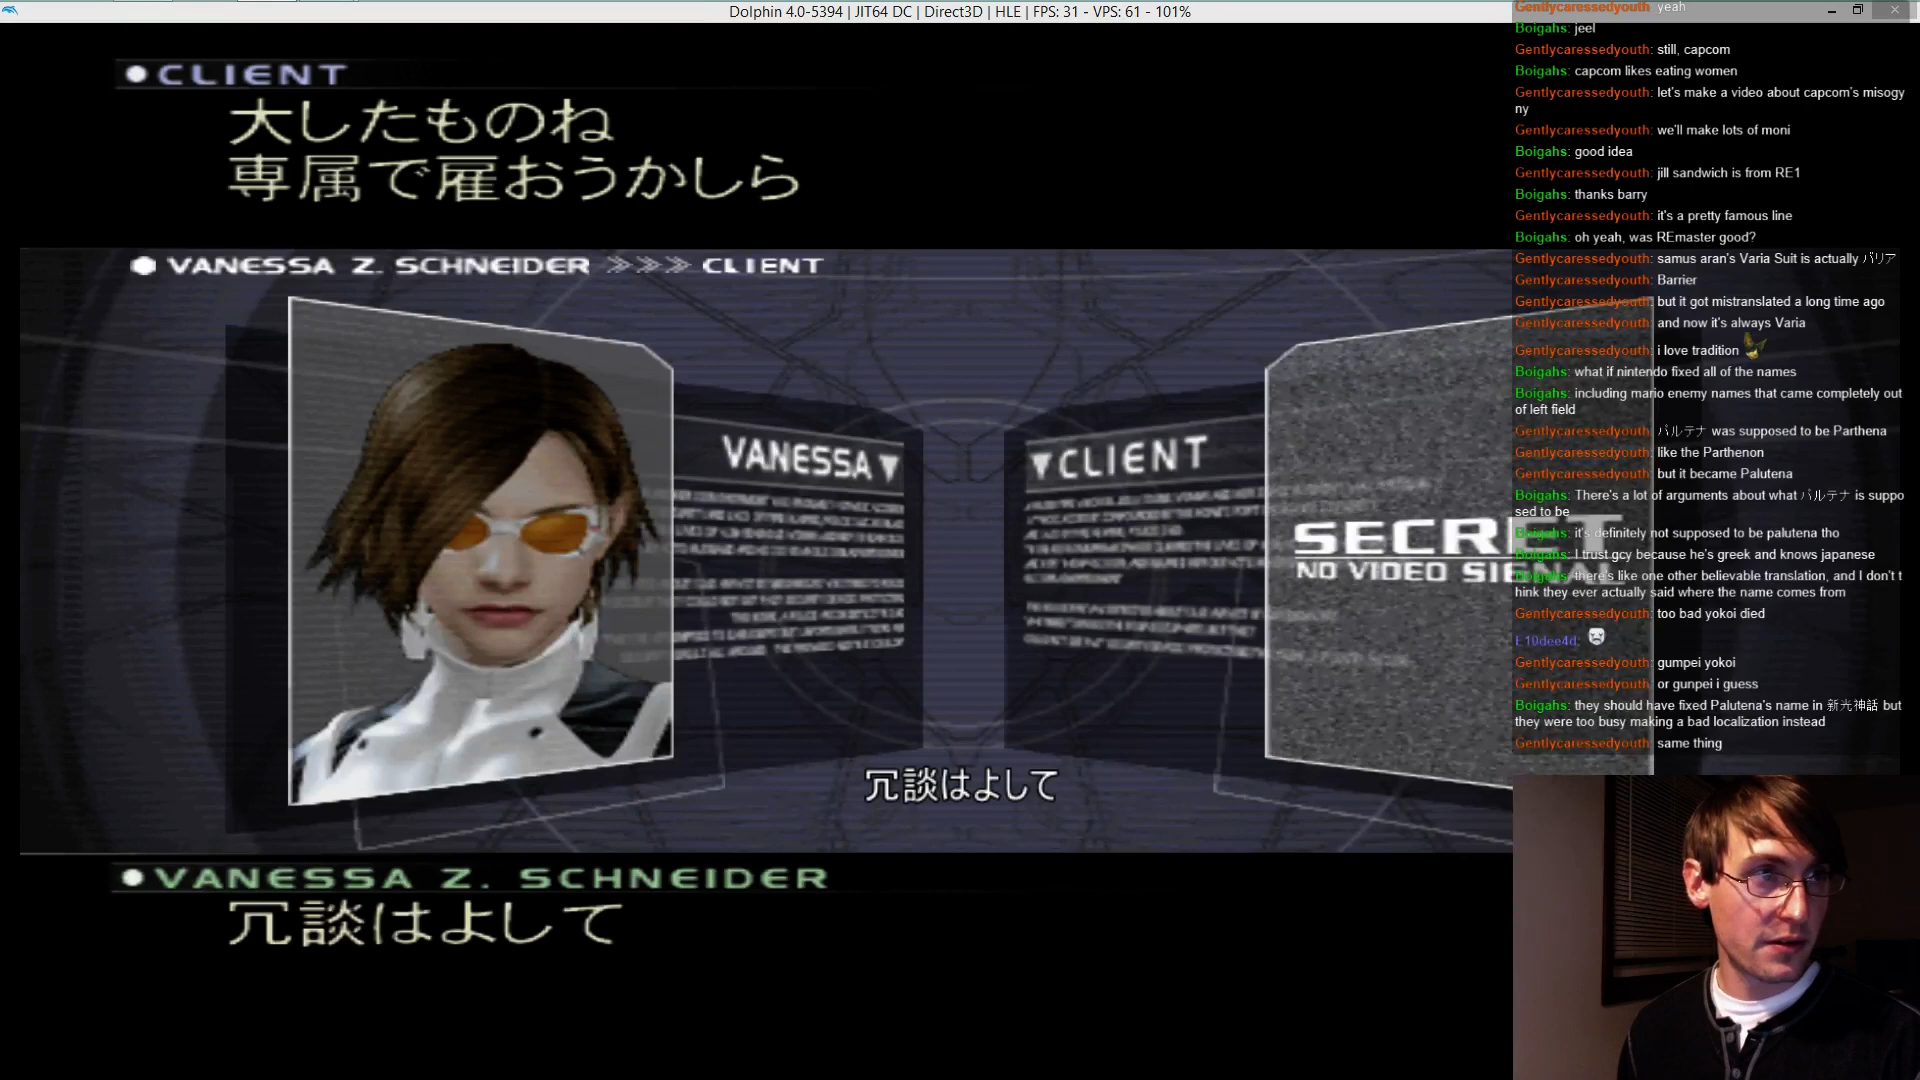 Dolphin 4.0-5394 | JIT64 DC | Direct3D | HLE | FPS: 31 - VPS: 61 - 101%
CLIENT
大したものね
専属で雇おうかしら
VANESSA Z. SCHNEIDER >>> CLIENT
VANESSA▼
▼CLIENT
SECRET
NO VIDEO SIGNAL
冗談はよして
VANESSA Z. SCHNEIDER
冗談はよして
Gentlycaressedyouth: yeah
Boigahs: jeel
Gentlycaressedyouth: still, capcom
Boigahs: capcom likes eating women
Gentlycaressedyouth: let's make a video about capcom's misogy
ny
Gentlycaressedyouth: we'll make lots of moni
Boigahs: good idea
Gentlycaressedyouth: jill sandwich is from RE1
Boigahs: thanks barry
Gentlycaressedyouth: it's a pretty famous line
Boigahs: oh yeah, was REmaster good?
Gentlycaressedyouth: samus aran's Varia Suit is actually バリア
Gentlycaressedyouth: Barrier
Gentlycaressedyouth: but it got mistranslated a long time ago
Gentlycaressedyouth: and now it's always Varia
Gentlycaressedyouth: i love tradition
Boigahs: what if nintendo fixed all of the names
Boigahs: including mario enemy names that came completely out
of left field
Gentlycaressedyouth: パルテナ was supposed to be Parthena
Gentlycaressedyouth: like the Parthenon
Gentlycaressedyouth: but it became Palutena
Boigahs: There's a lot of arguments about what パルテナ is suppo
sed to be
Boigahs: it's definitely not supposed to be palutena tho
Boigahs: I trust gcy because he's greek and knows japanese
Boigahs: there's like one other believable translation, and I don't t
hink they ever actually said where the name comes from
Gentlycaressedyouth: too bad yokoi died
E10dee4d:
Gentlycaressedyouth: gumpei yokoi
Gentlycaressedyouth: or gunpei i guess
Boigahs: they should have fixed Palutena's name in 新光神話 but
they were too busy making a bad localization instead
Gentlycaressedyouth: same thing